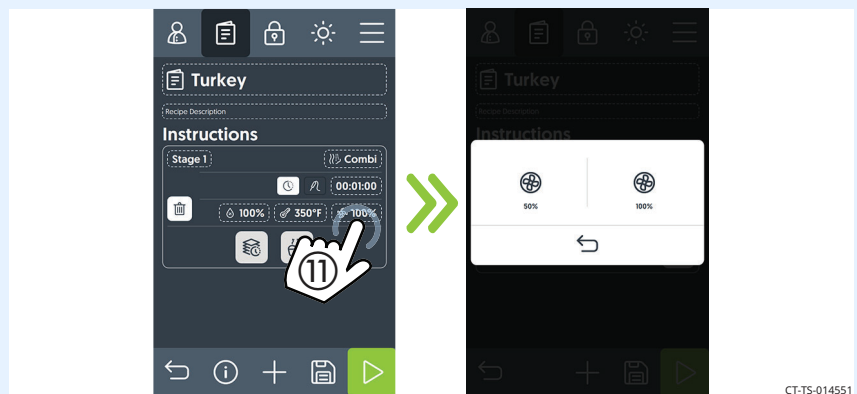 Turkey
Recipe Description
Instructions
Stage 1
Combi
00:01:00
100%
350°F
100%
11
Turkey
Recipe Description
Instructions
50%
100%
CT-TS-014551